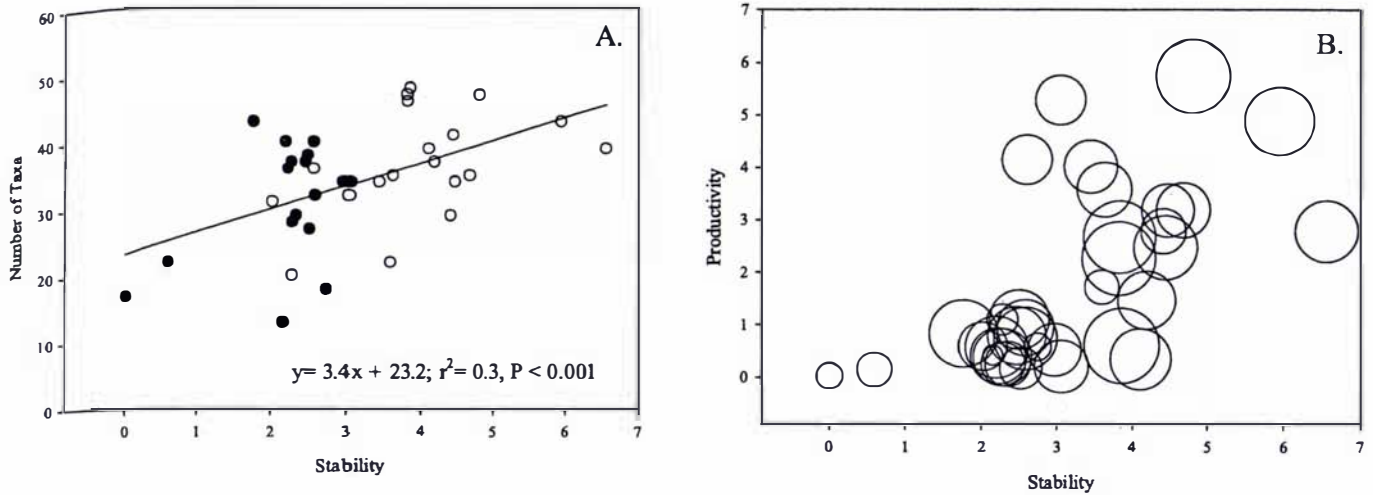 A.
60
50
40
30
20
10
0
Number of Taxa
y= 3.4x + 23.2; r²= 0.3, P < 0.001
0 1 2 3 4 5 6 7
Stability
B.
7
6
5
4
3
2
1
0
Productivity
0 1 2 3 4 5 6 7
Stability